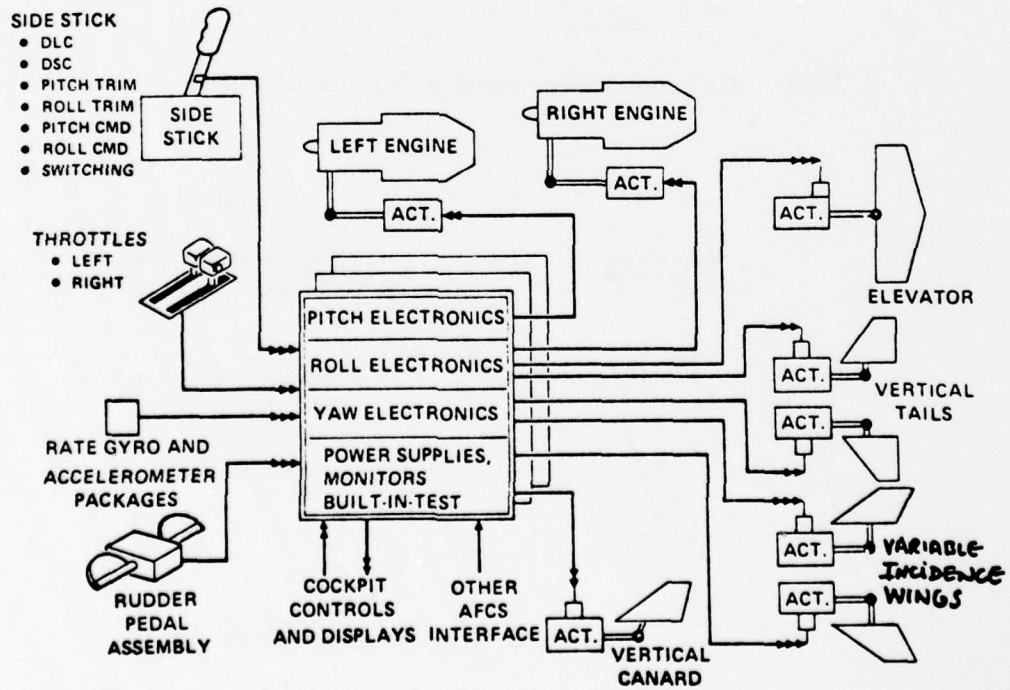 SIDE STICK
• DLC
• DSC
• PITCH TRIM
• ROLL TRIM
• PITCH CMD
• ROLL CMD
• SWITCHING
SIDE
STICK
LEFT ENGINE
ACT.
RIGHT ENGINE
ACT.
ACT.
ELEVATOR
THROTTLES
• LEFT
• RIGHT
PITCH ELECTRONICS
ROLL ELECTRONICS
YAW ELECTRONICS
POWER SUPPLIES,
MONITORS
BUILT-IN-TEST
ACT.
VERTICAL
TAILS
ACT.
RATE GYRO AND
ACCELEROMETER
PACKAGES
RUDDER
PEDAL
ASSEMBLY
COCKPIT
CONTROLS
AND DISPLAYS
OTHER
AFCS
INTERFACE
ACT.
VERTICAL
CANARD
ACT.
VARIABLE
INCIDENCE
WINGS
ACT.